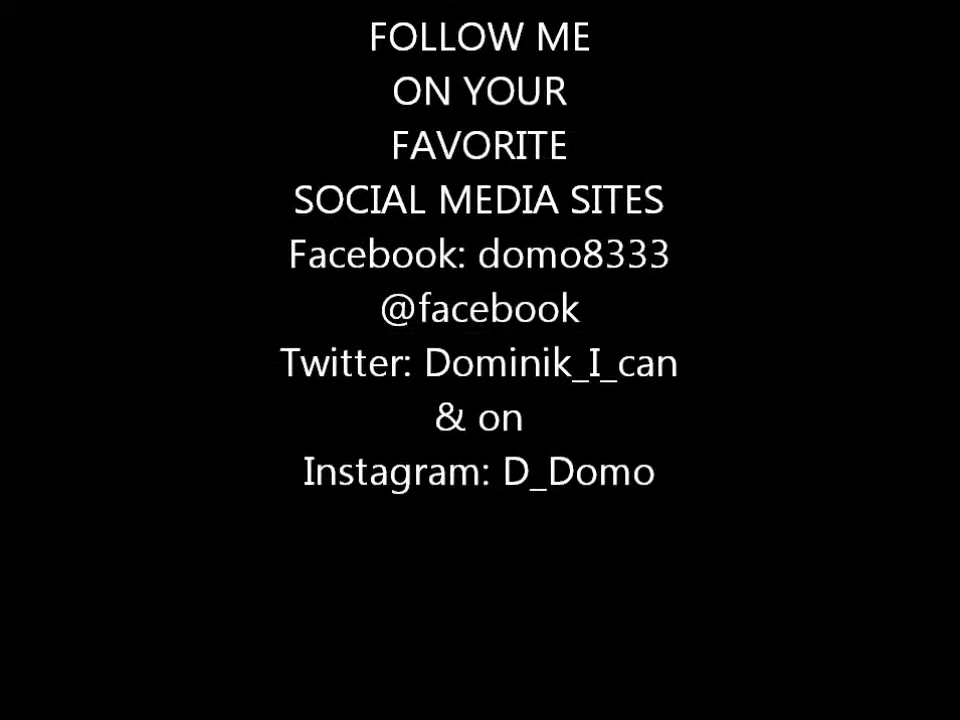 FOLLOW ME
ON YOUR
FAVORITE
SOCIAL MEDIA SITES
Facebook: domo8333
@facebook
Twitter: Dominik_I_can
& on
Instagram: D_Domo